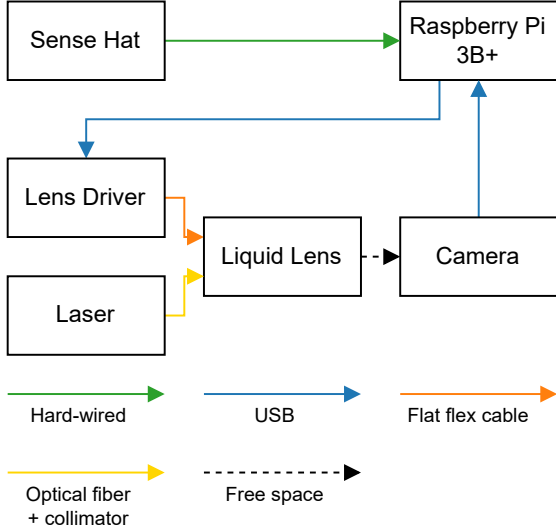 Sense Hat
Raspberry Pi
3B+
Lens Driver
Liquid Lens
Camera
Laser
Hard-wired
USB
Flat flex cable
Optical fiber
+ collimator
Free space